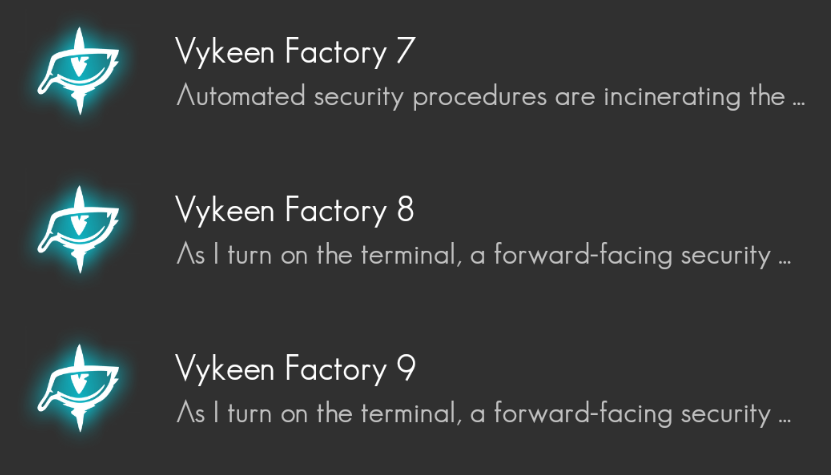 Vykeen Factory 7
Automated security procedures are incinerating the ...
Vykeen Factory 8
As I turn on the terminal, a forward-facing security ...
Vykeen Factory 9
As I turn on the terminal, a forward-facing security ...